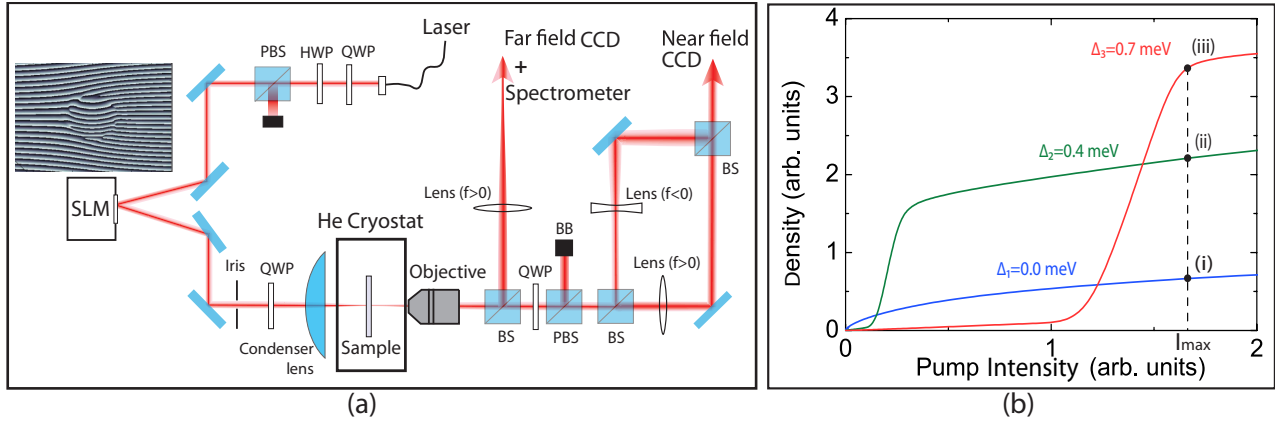 Laser
PBS
HWP
QWP
Far field CCD
+
Spectrometer
Near field
CCD
BS
SLM
Lens (f>0)
Lens (f<0)
He Cryostat
BB
Iris
QWP
Objective
QWP
Lens (f>0)
Condenser
lens
Sample
BS
PBS
BS
(a)
4
3
2
1
0
Density (arb. units)
Δ₃=0.7 meV
(iii)
Δ₂=0.4 meV
(ii)
Δ₁=0.0 meV
(i)
0
1
Imax
2
Pump Intensity (arb. units)
(b)